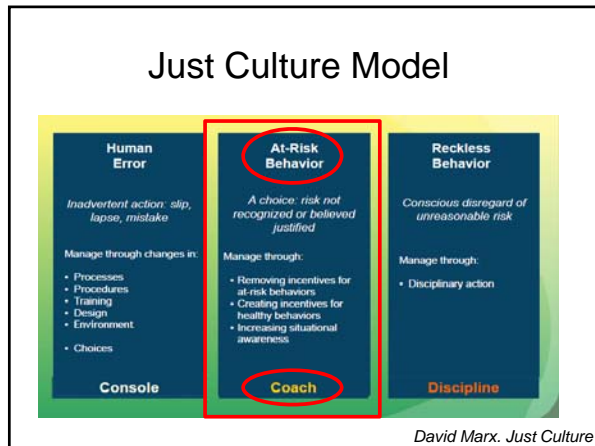 Just Culture Model
Human
Error
Inadvertent action: slip,
lapse, mistake
Manage through changes in:
• Processes
• Procedures
• Training
• Design
• Environment
• Choices
Console
At-Risk
Behavior
A choice: risk not
recognized or believed
justified
Manage through:
• Removing incentives for
at-risk behaviors
• Creating incentives for
healthy behaviors
• Increasing situational
awareness
Coach
Reckless
Behavior
Conscious disregard of
unreasonable risk
Manage through:
• Disciplinary action
Discipline
David Marx. Just Culture